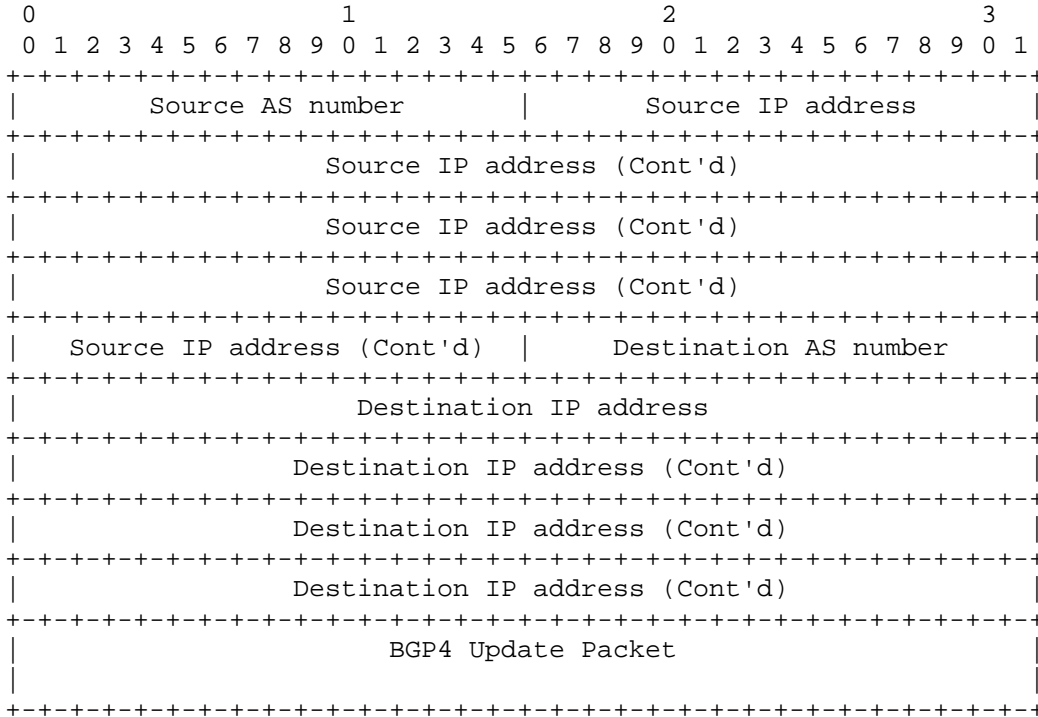 0                   1                   2                   3
 0 1 2 3 4 5 6 7 8 9 0 1 2 3 4 5 6 7 8 9 0 1 2 3 4 5 6 7 8 9 0 1
+-+-+-+-+-+-+-+-+-+-+-+-+-+-+-+-+-+-+-+-+-+-+-+-+-+-+-+-+-+-+-+-+
|        Source AS number       |       Source IP address       |
+-+-+-+-+-+-+-+-+-+-+-+-+-+-+-+-+-+-+-+-+-+-+-+-+-+-+-+-+-+-+-+-+
|                   Source IP address (Cont'd)                  |
+-+-+-+-+-+-+-+-+-+-+-+-+-+-+-+-+-+-+-+-+-+-+-+-+-+-+-+-+-+-+-+-+
|                   Source IP address (Cont'd)                  |
+-+-+-+-+-+-+-+-+-+-+-+-+-+-+-+-+-+-+-+-+-+-+-+-+-+-+-+-+-+-+-+-+
|                   Source IP address (Cont'd)                  |
+-+-+-+-+-+-+-+-+-+-+-+-+-+-+-+-+-+-+-+-+-+-+-+-+-+-+-+-+-+-+-+-+
|   Source IP address (Cont'd)  |     Destination AS number     |
+-+-+-+-+-+-+-+-+-+-+-+-+-+-+-+-+-+-+-+-+-+-+-+-+-+-+-+-+-+-+-+-+
|                     Destination IP address                    |
+-+-+-+-+-+-+-+-+-+-+-+-+-+-+-+-+-+-+-+-+-+-+-+-+-+-+-+-+-+-+-+-+
|                 Destination IP address (Cont'd)               |
+-+-+-+-+-+-+-+-+-+-+-+-+-+-+-+-+-+-+-+-+-+-+-+-+-+-+-+-+-+-+-+-+
|                 Destination IP address (Cont'd)               |
+-+-+-+-+-+-+-+-+-+-+-+-+-+-+-+-+-+-+-+-+-+-+-+-+-+-+-+-+-+-+-+-+
|                 Destination IP address (Cont'd)               |
+-+-+-+-+-+-+-+-+-+-+-+-+-+-+-+-+-+-+-+-+-+-+-+-+-+-+-+-+-+-+-+-+
|                       BGP4 Update Packet                      |
|                                                               |
+-+-+-+-+-+-+-+-+-+-+-+-+-+-+-+-+-+-+-+-+-+-+-+-+-+-+-+-+-+-+-+-+